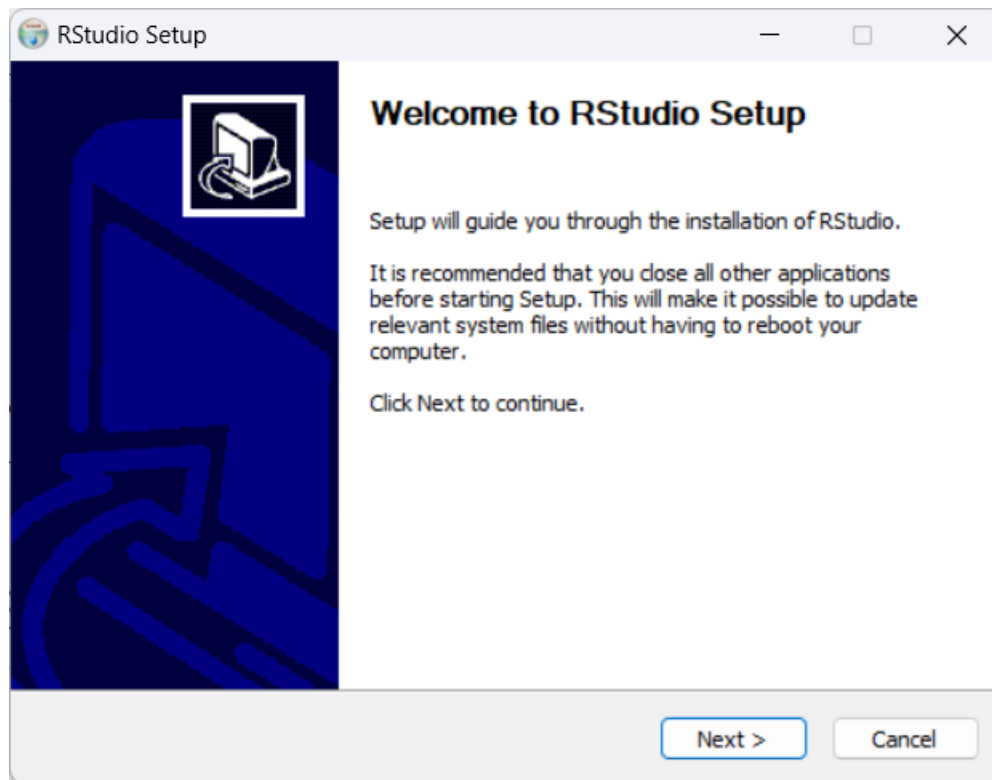 RStudio Setup
Welcome to RStudio Setup
Setup will guide you through the installation of RStudio.
It is recommended that you close all other applications
before starting Setup. This will make it possible to update
relevant system files without having to reboot your
computer.
Click Next to continue.
Next >
Cancel